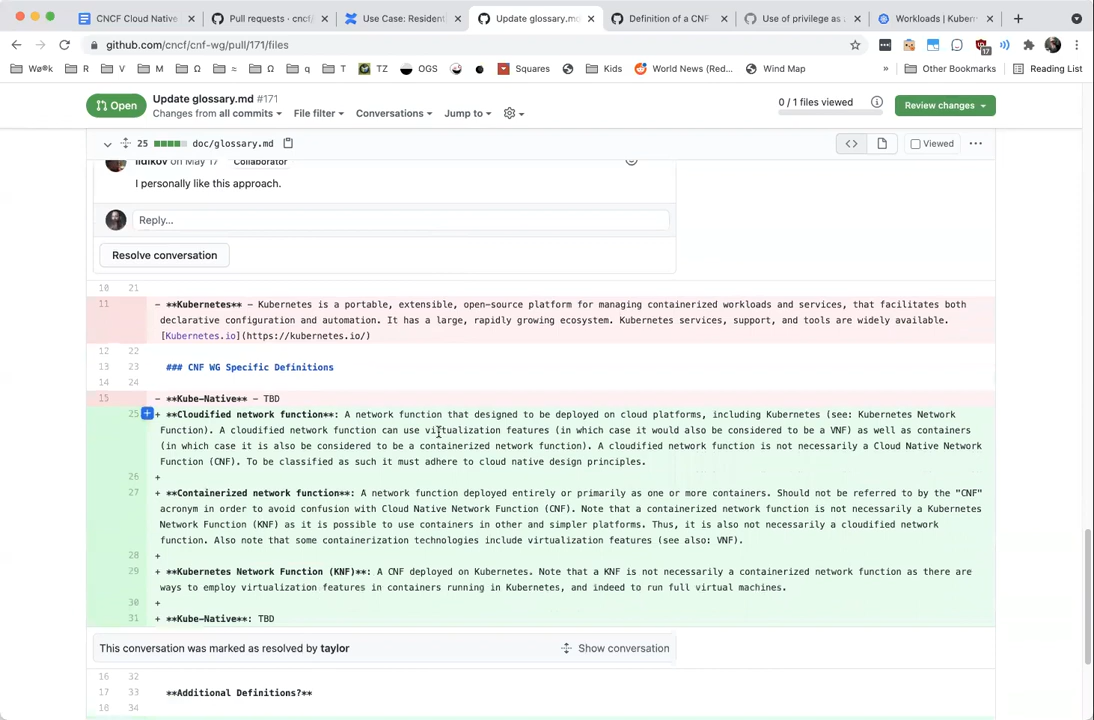 CNCF Cloud Native
Pull requests · cncf/
Use Case: Resident
Update glossary.md
Definition of a CNF
Use of privilege as
Workloads | Kubern
github.com/cncf/cnf-wg/pull/171/files
17
Wø®k
R
V
M
Ω
≈
Ω
q
T
TZ
OGS
Squares
Kids
World News (Red...
Wind Map
»
Other Bookmarks
Reading List
Open
Update glossary.md #171
Changes from all commits
File filter
Conversations
Jump to
0 / 1 files viewed
Review changes
25 doc/glossary.md
Viewed
on May 17 Collaborator
I personally like this approach.
Reply...
Resolve conversation
10 21
11 - **Kubernetes** – Kubernetes is a portable, extensible, open-source platform for managing containerized workloads and services, that facilitates both
declarative configuration and automation. It has a large, rapidly growing ecosystem. Kubernetes services, support, and tools are widely available.
[Kubernetes.io](https://kubernetes.io/)
12 22
13 23 ### CNF WG Specific Definitions
14 24
15 - **Kube-Native** – TBD
25 + **Cloudified network function**: A network function that designed to be deployed on cloud platforms, including Kubernetes (see: Kubernetes Network
Function). A cloudified network function can use virtualization features (in which case it would also be considered to be a VNF) as well as containers
(in which case it is also be considered to be a containerized network function). A cloudified network function is not necessarily a Cloud Native Network
Function (CNF). To be classified as such it must adhere to cloud native design principles.
26 +
27 + **Containerized network function**: A network function deployed entirely or primarily as one or more containers. Should not be referred to by the "CNF"
acronym in order to avoid confusion with Cloud Native Network Function (CNF). Note that a containerized network function is not necessarily a Kubernetes
Network Function (KNF) as it is possible to use containers in other and simpler platforms. Thus, it is also not necessarily a cloudified network
function. Also note that some containerization technologies include virtualization features (see also: VNF).
28 +
29 + **Kubernetes Network Function (KNF)**: A CNF deployed on Kubernetes. Note that a KNF is not necessarily a containerized network function as there are
ways to employ virtualization features in containers running in Kubernetes, and indeed to run full virtual machines.
30 +
31 + **Kube-Native**: TBD
This conversation was marked as resolved by taylor
Show conversation
16 32
17 33 **Additional Definitions?**
18 34